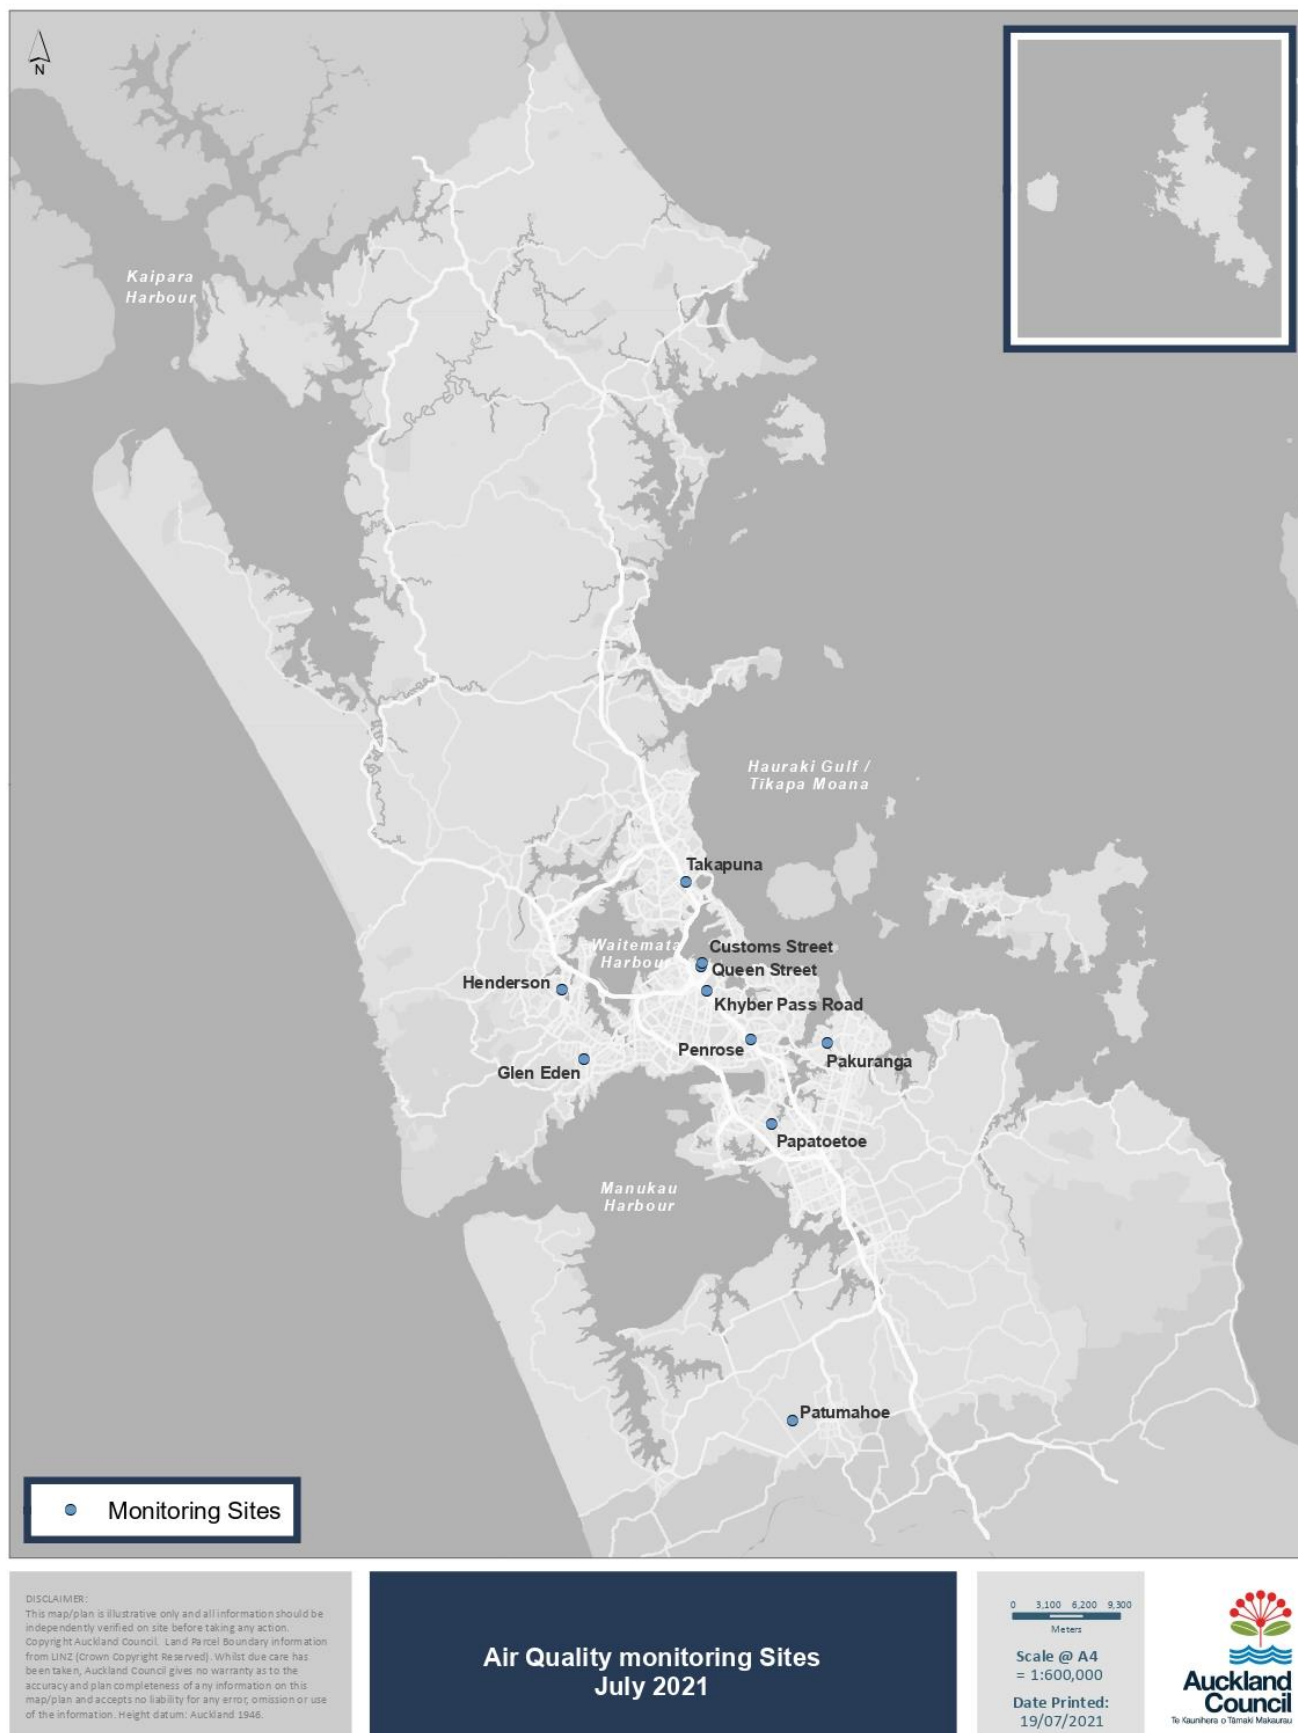 N
Kaipara
Harbour
Hauraki Gulf /
Tīkapa Moana
Takapuna
Customs Street
Waitemata
Harbour
Queen Street
Henderson
Khyber Pass Road
Penrose
Pakuranga
Glen Eden
Papatoetoe
Manukau
Harbour
Patumahoe
Monitoring Sites
DISCLAIMER:
This map/plan is illustrative only and all information should be
independently verified on site before taking any action.
Copyright Auckland Council. Land Parcel Boundary information
from LINZ (Crown Copyright Reserved). Whilst due care has
been taken, Auckland Council gives no warranty as to the
accuracy and plan completeness of any information on this
map/plan and accepts no liability for any error, omission or use
of the information. Height datum: Auckland 1946.
Air Quality monitoring Sites
July 2021
0 3,100 6,200 9,300
Meters
Scale @ A4
= 1:600,000
Date Printed:
19/07/2021
Auckland
Council
Te Kaunihera o Tāmaki Makaurau